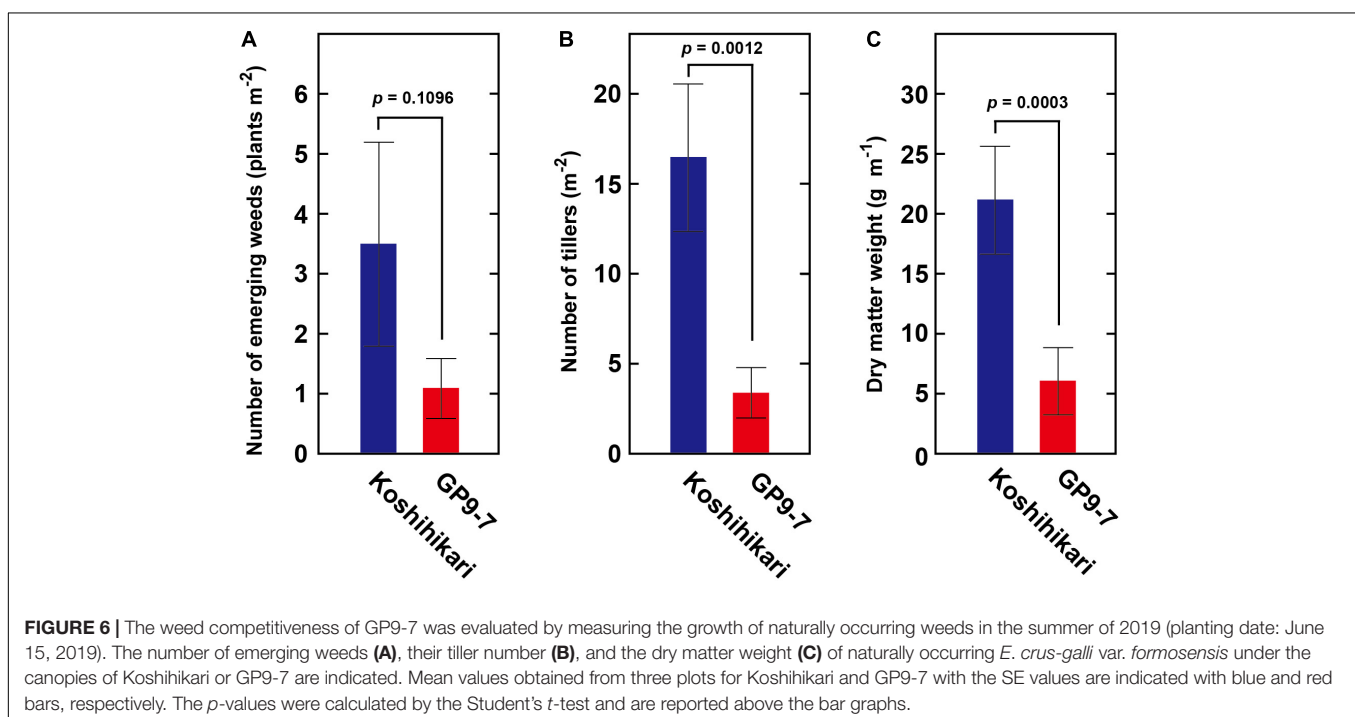 A
Number of emerging weeds (plants m-2)
6
5
4
3
2
1
0
p = 0.1096
Koshihikari
GP9-7
B
Number of tillers (m-2)
20
15
10
5
0
p = 0.0012
Koshihikari
GP9-7
C
Dry matter weight (g m-1)
30
25
20
15
10
5
0
p = 0.0003
Koshihikari
GP9-7
FIGURE 6 | The weed competitiveness of GP9-7 was evaluated by measuring the growth of naturally occurring weeds in the summer of 2019 (planting date: June
15, 2019). The number of emerging weeds (A), their tiller number (B), and the dry matter weight (C) of naturally occurring E. crus-galli var. formosensis under the
canopies of Koshihikari or GP9-7 are indicated. Mean values obtained from three plots for Koshihikari and GP9-7 with the SE values are indicated with blue and red
bars, respectively. The p-values were calculated by the Student's t-test and are reported above the bar graphs.